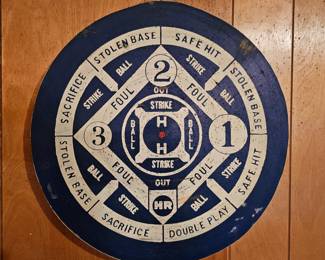 STOLEN BASE
SAFE HIT
SACRIFICE
BALL
STRIKE
STOLEN BASE
STRIKE
FOUL
2
FOUL
BALL
OUT
STRIKE
3
BALL
H
H
BALL
1
STRIKE
OUT
STOLEN BASE
BALL
FOUL
FOUL
STRIKE
SAFE HIT
STRIKE
HR
BALL
SACRIFICE
DOUBLE PLAY